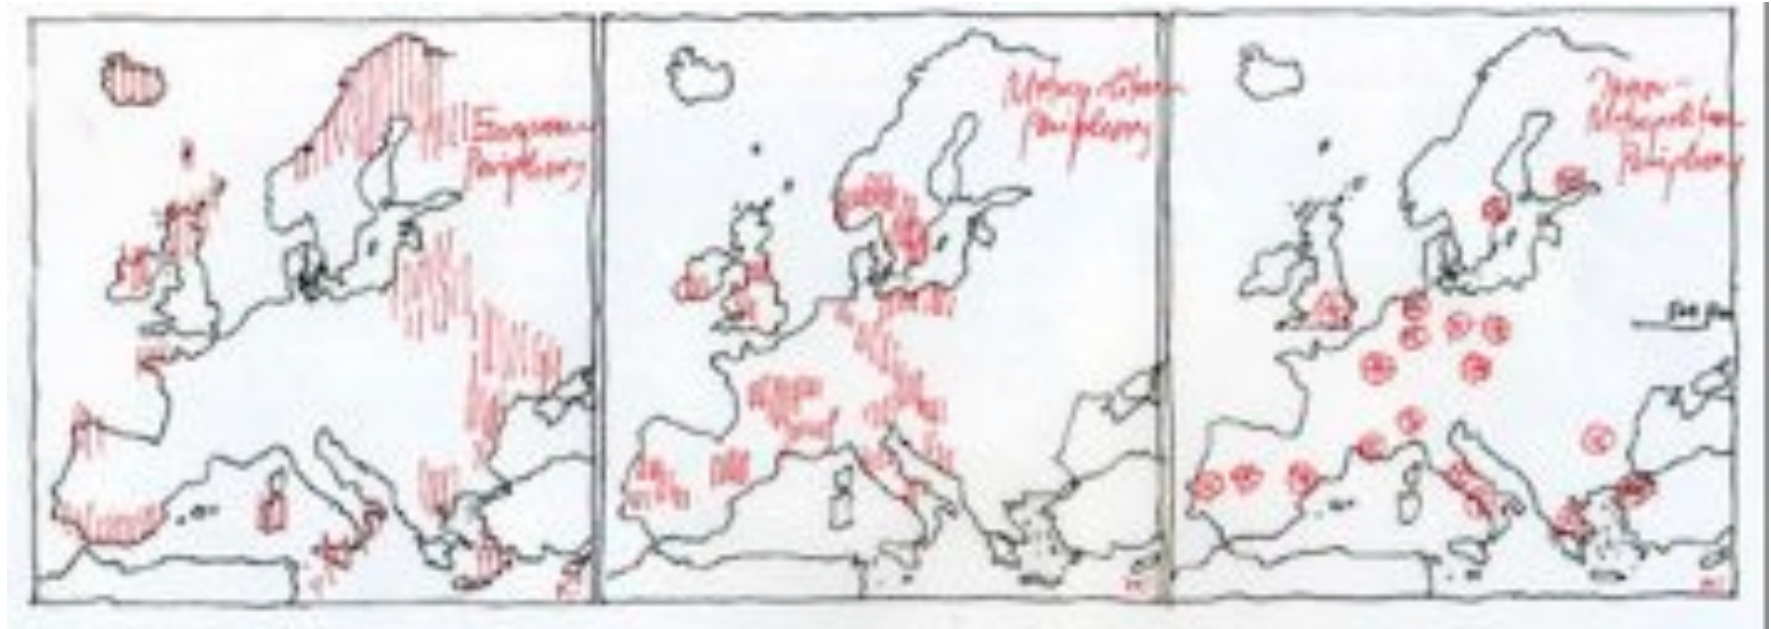 European
Periphery
Metropolitan
Periphery
Inner-
Metropolitan
Periphery